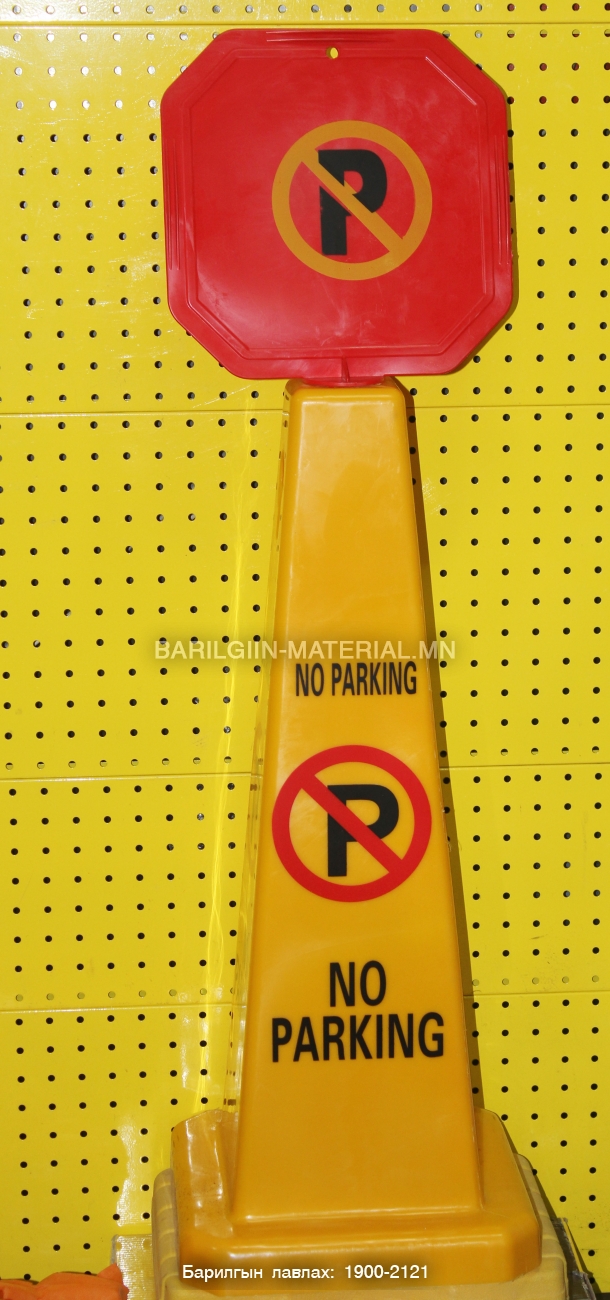 P
BARILGIIN-MATERIAL.MN
NO PARKING
P
NO
PARKING
Барилгын лавлах: 1900-2121